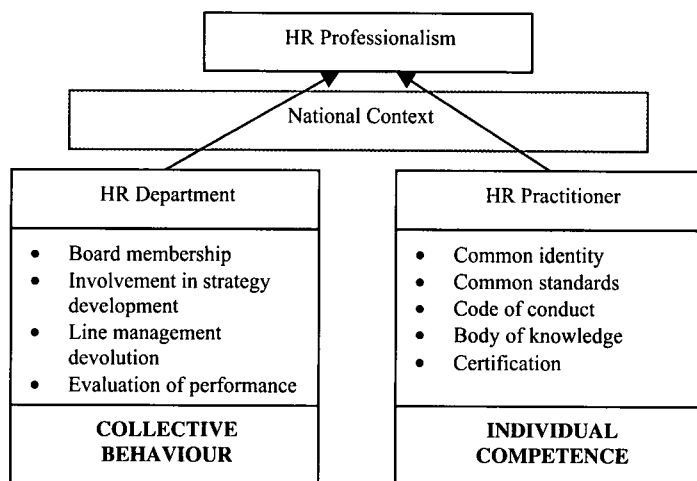 HR Professionalism
National Context
HR Department
• Board membership
• Involvement in strategy
development
• Line management
devolution
• Evaluation of performance
COLLECTIVE
BEHAVIOUR
HR Practitioner
• Common identity
• Common standards
• Code of conduct
• Body of knowledge
• Certification
INDIVIDUAL
COMPETENCE